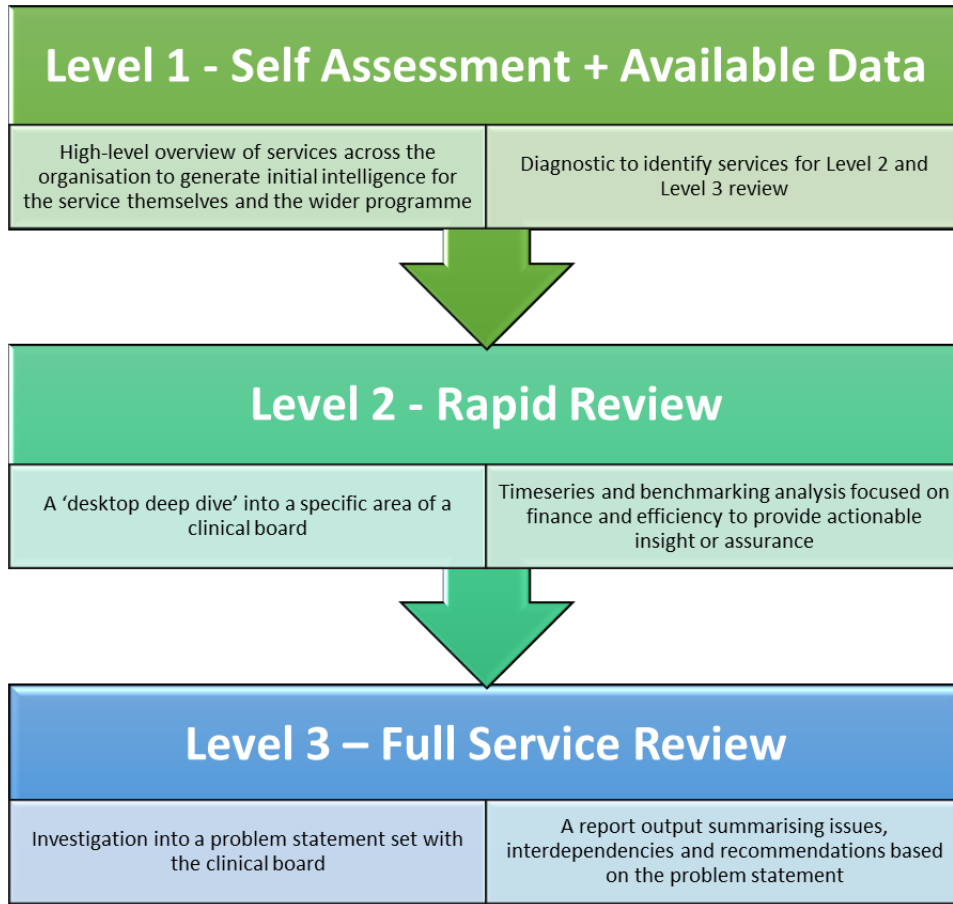 Level 1 - Self Assessment + Available Data
High-level overview of services across the
organisation to generate initial intelligence for
the service themselves and the wider programme
Diagnostic to identify services for Level 2 and
Level 3 review
Level 2 - Rapid Review
A ‘desktop deep dive’ into a specific area of a
clinical board
Timeseries and benchmarking analysis focused on
finance and efficiency to provide actionable
insight or assurance
Level 3 – Full Service Review
Investigation into a problem statement set with
the clinical board
A report output summarising issues,
interdependencies and recommendations based
on the problem statement